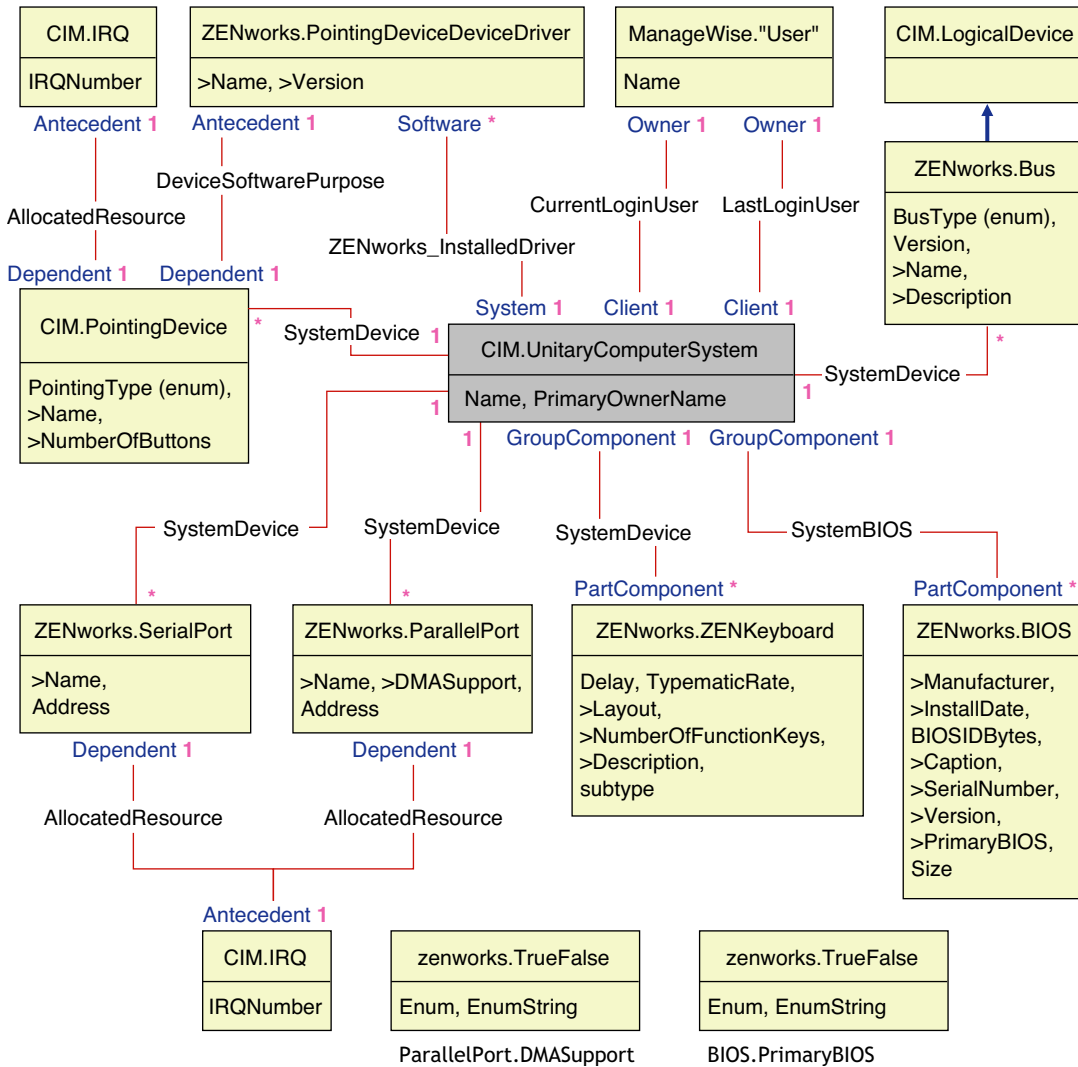 CIM.IRQ
IRQNumber
ZENworks.PointingDeviceDeviceDriver
>Name, >Version
ManageWise."User"
Name
CIM.LogicalDevice
Antecedent 1
Antecedent 1
Software *
Owner 1
Owner 1
DeviceSoftwarePurpose
AllocatedResource
CurrentLoginUser
LastLoginUser
ZENworks_InstalledDriver
ZENworks.Bus
BusType (enum),
Version,
>Name,
>Description
Dependent 1
Dependent 1
System 1
Client 1
Client 1
CIM.PointingDevice
PointingType (enum),
>Name,
>NumberOfButtons
*
SystemDevice
1
CIM.UnitaryComputerSystem
Name, PrimaryOwnerName
*
SystemDevice
1
1
1
GroupComponent 1
GroupComponent 1
SystemDevice
SystemDevice
SystemDevice
SystemBIOS
*
*
PartComponent *
PartComponent *
ZENworks.SerialPort
>Name,
Address
ZENworks.ParallelPort
>Name, >DMASupport,
Address
ZENworks.ZENKeyboard
Delay, TypematicRate,
>Layout,
>NumberOfFunctionKeys,
>Description,
subtype
ZENworks.BIOS
>Manufacturer,
>InstallDate,
BIOSIDBytes,
>Caption,
>SerialNumber,
>Version,
>PrimaryBIOS,
Size
Dependent 1
Dependent 1
AllocatedResource
AllocatedResource
Antecedent 1
CIM.IRQ
IRQNumber
zenworks.TrueFalse
Enum, EnumString
ParallelPort.DMASupport
zenworks.TrueFalse
Enum, EnumString
BIOS.PrimaryBIOS